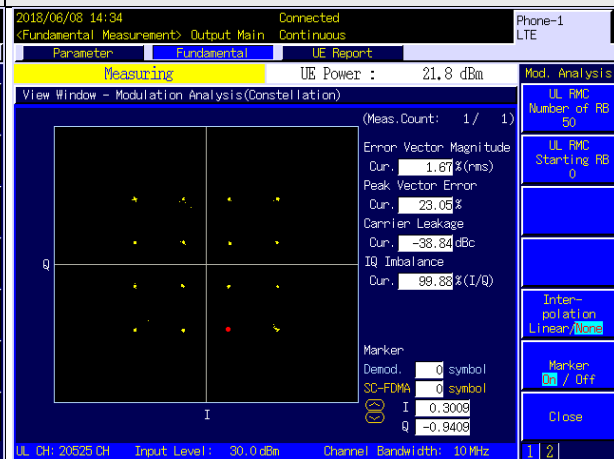 2018/06/08 14:34 Connected Phone-1
<Fundamental Measurement> Output Main Continuous LTE
Parameter Fundamental UE Report
Measuring UE Power : 21.8 dBm Mod. Analysis
View Window - Modulation Analysis(Constellation)
(Meas.Count: 1/ 1)
Error Vector Magnitude
Cur. 1.67 %(rms)
Peak Vector Error
Cur. 23.05 %
Carrier Leakage
Cur. -38.84 dBc
IQ Imbalance
Cur. 99.88 %(I/Q)
Q
I
Marker
Demod. 0 symbol
SC-FDMA 0 symbol
I 0.3009
Q -0.9409
UL RMC
Number of RB
50
UL RMC
Starting RB
0
Inter-
polation
Linear/None
Marker
On / Off
Close
UL CH: 20525 CH Input Level: 30.0 dBm Channel Bandwidth: 10 MHz 1 2